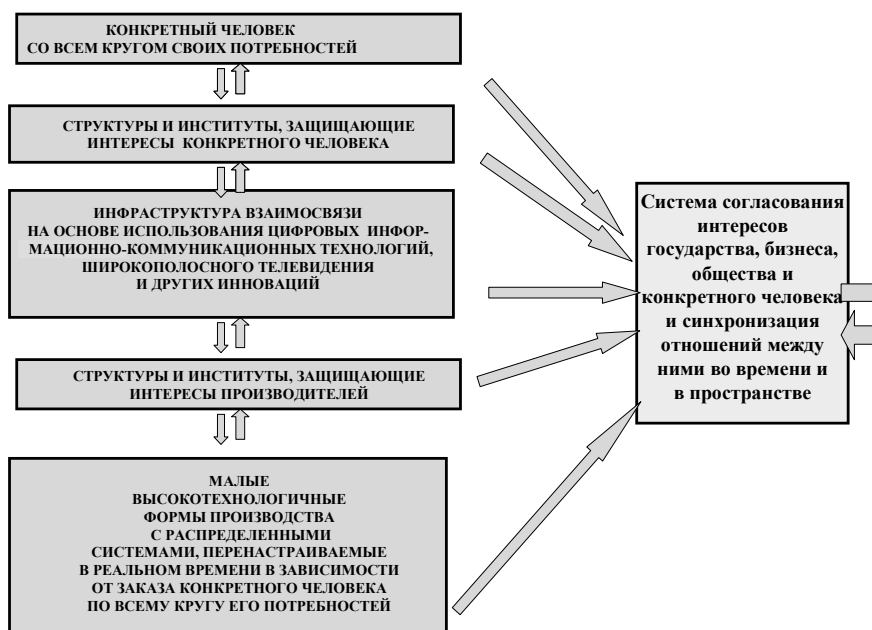 КОНКРЕТНЫЙ ЧЕЛОВЕК
СО ВСЕМ КРУГОМ СВОИХ ПОТРЕБНОСТЕЙ
СТРУКТУРЫ И ИНСТИТУТЫ, ЗАЩИЩАЮЩИЕ
ИНТЕРЕСЫ КОНКРЕТНОГО ЧЕЛОВЕКА
ИНФРАСТРУКТУРА ВЗАИМОСВЯЗИ
НА ОСНОВЕ ИСПОЛЬЗОВАНИЯ ЦИФРОВЫХ ИНФОР-
МАЦИОННО-КОММУНИКАЦИОННЫХ ТЕХНОЛОГИЙ,
ШИРОКОПОЛОСНОГО ТЕЛЕВИДЕНИЯ
И ДРУГИХ ИННОВАЦИЙ
СТРУКТУРЫ И ИНСТИТУТЫ, ЗАЩИЩАЮЩИЕ
ИНТЕРЕСЫ ПРОИЗВОДИТЕЛЕЙ
МАЛЫЕ
ВЫСОКОТЕХНОЛОГИЧНЫЕ
ФОРМЫ ПРОИЗВОДСТВА
С РАСПРЕДЕЛЕННЫМИ
СИСТЕМАМИ, ПЕРЕНАСТРАИВАЕМЫЕ
В РЕАЛЬНОМ ВРЕМЕНИ В ЗАВИСИМОСТИ
ОТ ЗАКАЗА КОНКРЕТНОГО ЧЕЛОВЕКА
ПО ВСЕМУ КРУГУ ЕГО ПОТРЕБНОСТЕЙ
Система согласования
интересов
государства, бизнеса,
общества и
конкретного человека
и синхронизация
отношений между
ними во времени и
в пространстве